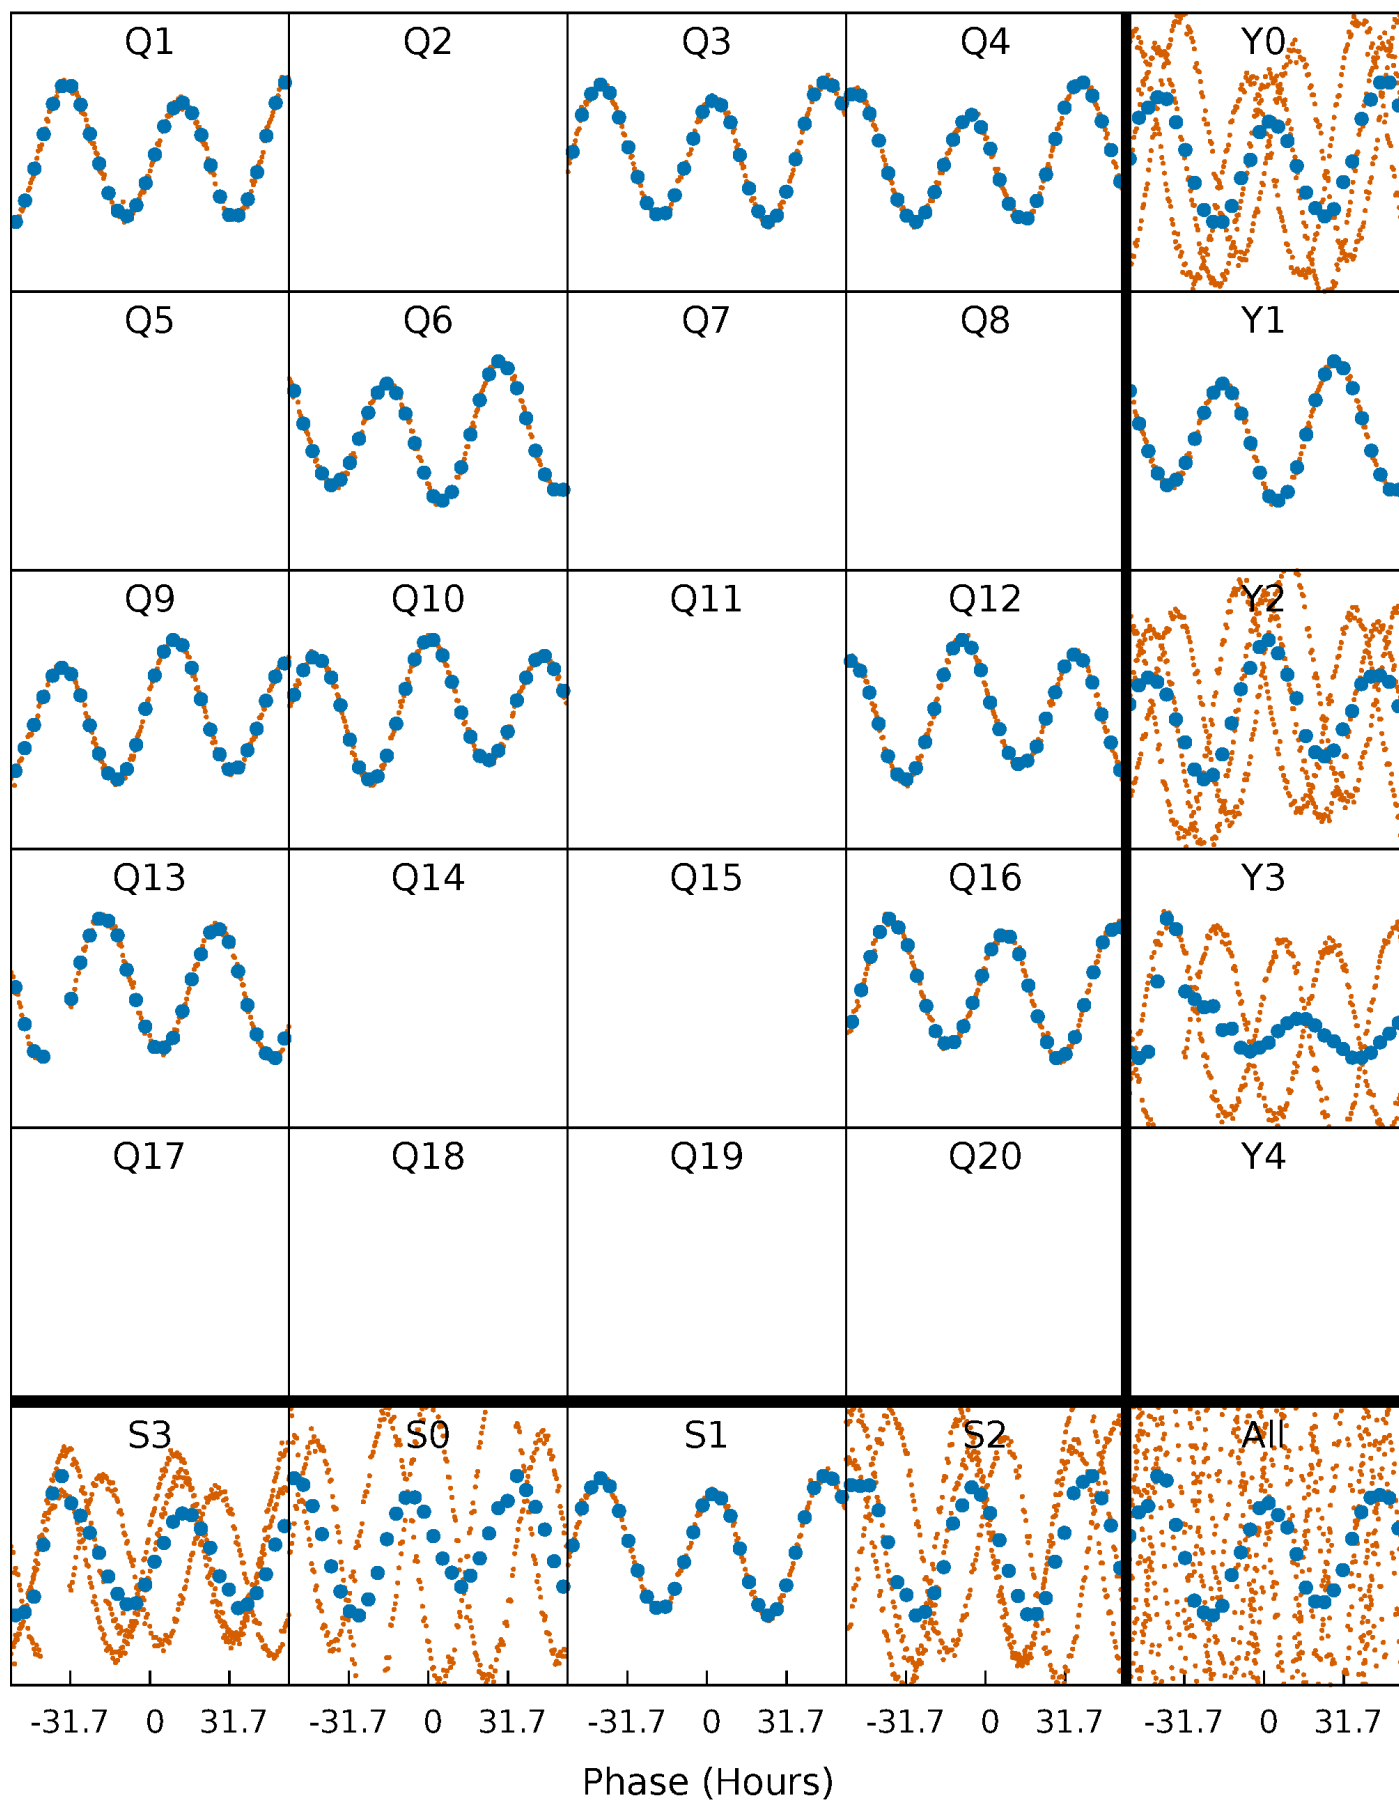 Q1 Q2 Q3 Q4 Y0
Q5 Q6 Q7 Q8 Y1
Q9 Q10 Q11 Q12 Y2
Q13 Q14 Q15 Q16 Y3
Q17 Q18 Q19 Q20 Y4
S3 S0 S1 S2 All
-31.7 0 31.7 -31.7 0 31.7 -31.7 0 31.7 -31.7 0 31.7 -31.7 0 31.7
Phase (Hours)